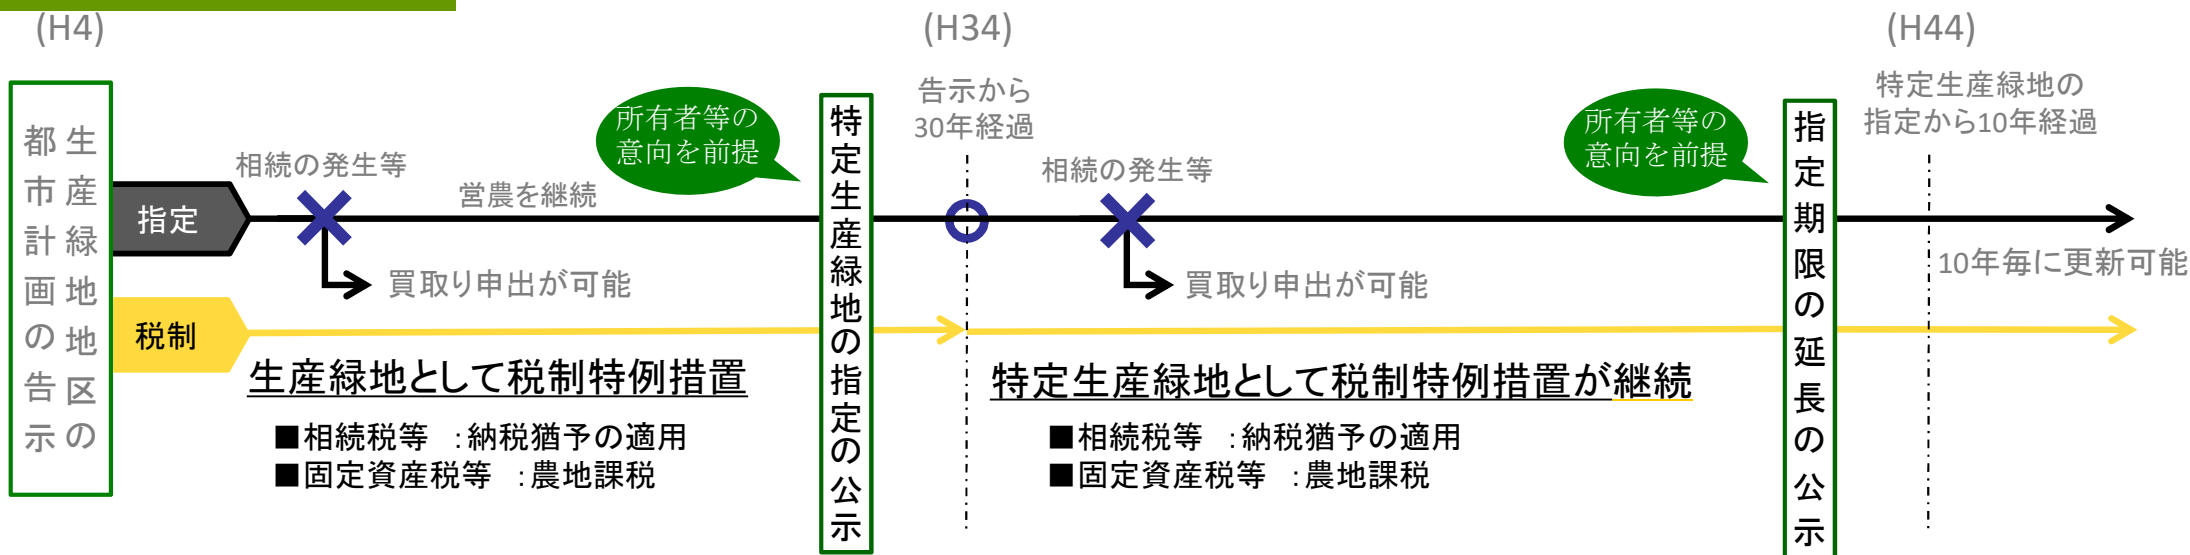 (H4)
(H34)
(H44)
生産緑地地区の
都市計画の告示
指定
税制
相続の発生等
営農を継続
買取り申出が可能
所有者等の
意向を前提
特定生産緑地の指定の公示
告示から
30年経過
相続の発生等
買取り申出が可能
所有者等の
意向を前提
指定期限の延長の公示
特定生産緑地の
指定から10年経過
10年毎に更新可能
生産緑地として税制特例措置
■相続税等　：納税猶予の適用
■固定資産税等　：農地課税
特定生産緑地として税制特例措置が継続
■相続税等　：納税猶予の適用
■固定資産税等　：農地課税